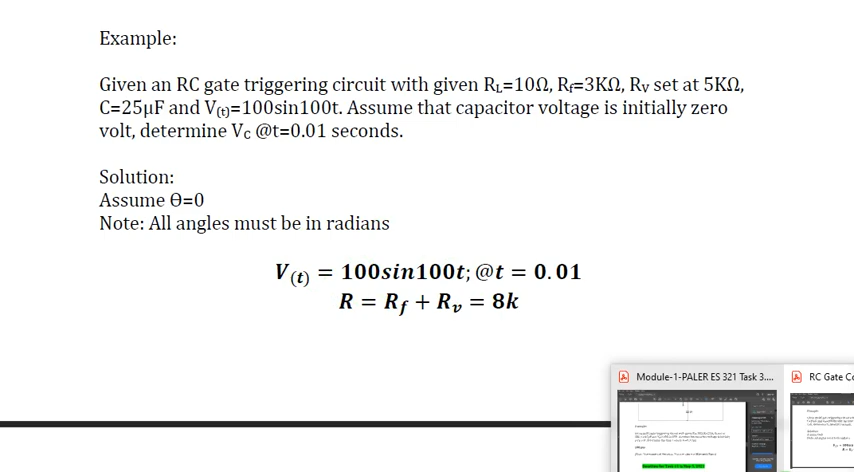 Example:
Given an RC gate triggering circuit with given RL=10Ω, Rf=3KΩ, RV set at 5KΩ,
C=25μF and V(t)=100sin100t. Assume that capacitor voltage is initially zero
volt, determine VC @t=0.01 seconds.
Solution:
Assume Θ=0
Note: All angles must be in radians
V(t) = 100sin100t; @t = 0.01
R = Rf + Rv = 8k
Module-1-PALER ES 321 Task 3....
RC Gate Co